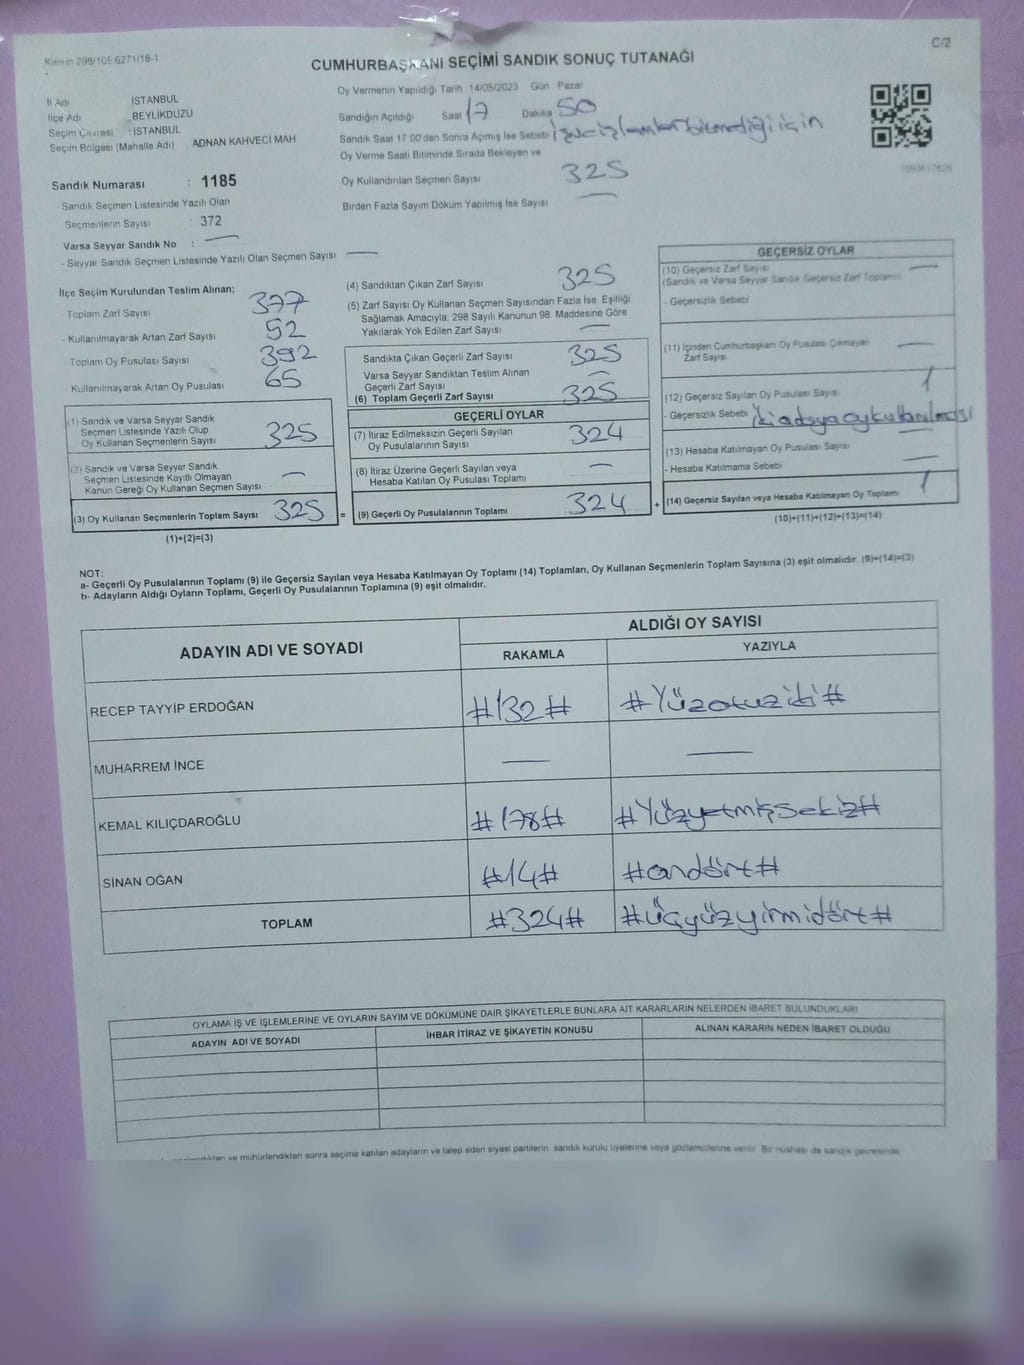 Kanun 298/105 6271/18-1
C/2
CUMHURBAŞKANI SEÇİMİ SANDIK SONUÇ TUTANAĞI
İl Adı İSTANBUL
İlçe Adı BEYLİKDÜZÜ
Seçim Çevresi : İSTANBUL
Seçim Bölgesi (Mahalle Adı) ADNAN KAHVECİ MAH
Oy Vermenin Yapıldığı Tarih 14/05/2023 Gün Pazar
Sandığın Açıldığı Saat 17 Dakika 50
Sandık Saat 17 00'den Sonra Açmış İse Sebebi için
Oy Verme Saati Bitiminde Sırada Bekleyen ve
Oy Kullandırılan Seçmen Sayısı 325
Birden Fazla Sayım Döküm Yapılmış İse Sayısı —
Sandık Numarası : 1185
Sandık Seçmen Listesinde Yazılı Olan
Seçmenlerin Sayısı : 372
Varsa Seyyar Sandık No : —
- Seyyar Sandık Seçmen Listesinde Yazılı Olan Seçmen Sayısı —
İlçe Seçim Kurulundan Teslim Alınan;
- Toplam Zarf Sayısı 377
- Kullanılmayarak Artan Zarf Sayısı 52
Toplam Oy Pusulası Sayısı 392
- Kullanılmayarak Artan Oy Pusulası 65
(1) Sandık ve Varsa Seyyar Sandık
Seçmen Listesinde Yazılı Olup
Oy Kullanan Seçmenlerin Sayısı 325
(2) Sandık ve Varsa Seyyar Sandık
Seçmen Listesinde Kayıtlı Olmayan
Kanun Gereği Oy Kullanan Seçmen Sayısı —
(3) Oy Kullanan Seçmenlerin Toplam Sayısı 325 =
(1)+(2)=(3)
(4) Sandıktan Çıkan Zarf Sayısı 325
(5) Zarf Sayısı Oy Kullanan Seçmen Sayısından Fazla İse, Eşitliği
Sağlamak Amacıyla, 298 Sayılı Kanunun 98 Maddesine Göre
Yakılarak Yok Edilen Zarf Sayısı —
Sandıkta Çıkan Geçerli Zarf Sayısı 325
Varsa Seyyar Sandıktan Teslim Alınan
Geçerli Zarf Sayısı —
(6) Toplam Geçerli Zarf Sayısı 325
GEÇERLİ OYLAR
(7) İtiraz Edilmeksizin Geçerli Sayılan
Oy Pusulalarının Sayısı 324
(8) İtiraz Üzerine Geçerli Sayılan veya
Hesaba Katılan Oy Pusulası Toplamı —
(9) Geçerli Oy Pusulalarının Toplamı 324 +
GEÇERSİZ OYLAR
(10) Geçersiz Zarf Sayısı —
(Sandık ve Varsa Seyyar Sandık Geçersiz Zarf Toplamı)
- Geçersizlik Sebebi
(11) İçinden Cumhurbaşkanı Oy Pusulası Çıkmayan
Zarf Sayısı —
(12) Geçersiz Sayılan Oy Pusulası Sayısı 1
- Geçersizlik Sebebi İki adaya oy kullanılması
(13) Hesaba Katılmayan Oy Pusulası Sayısı —
- Hesaba Katılmama Sebebi
(14) Geçersiz Sayılan veya Hesaba Katılmayan Oy Toplamı 1
(10)+(11)+(12)+(13)=(14)
NOT:
a- Geçerli Oy Pusulalarının Toplamı (9) ile Geçersiz Sayılan veya Hesaba Katılmayan Oy Toplamı (14) Toplamları, Oy Kullanan Seçmenlerin Toplam Sayısına (3) eşit olmalıdır. (9)+(14)=(3)
b- Adayların Aldığı Oyların Toplamı, Geçerli Oy Pusulalarının Toplamına (9) eşit olmalıdır.
ADAYIN ADI VE SOYADI
ALDIĞI OY SAYISI
RAKAMLA YAZIYLA
RECEP TAYYİP ERDOĞAN #132# #Yüzotuziki#
MUHARREM İNCE — —
KEMAL KILIÇDAROĞLU #178# #Yüzyetmişsekiz#
SİNAN OĞAN #14# #ondört#
TOPLAM #324# #üçyüzyirmidört#
OYLAMA İŞ VE İŞLEMLERİNE VE OYLARIN SAYIM VE DÖKÜMÜNE DAİR ŞİKAYETLERLE BUNLARA AİT KARARLARIN NELERDEN İBARET BULUNDUKLARI
ADAYIN ADI VE SOYADI İHBAR İTİRAZ VE ŞİKAYETİN KONUSU ALINAN KARARIN NEDEN İBARET OLDUĞU
ve mühürlendikten sonra seçime katılan adayların ve talep eden siyasi partilerin sandık kurulu üyelerine veya gözlemcilerine verilir. Bir nüshası da sandık çevresinde